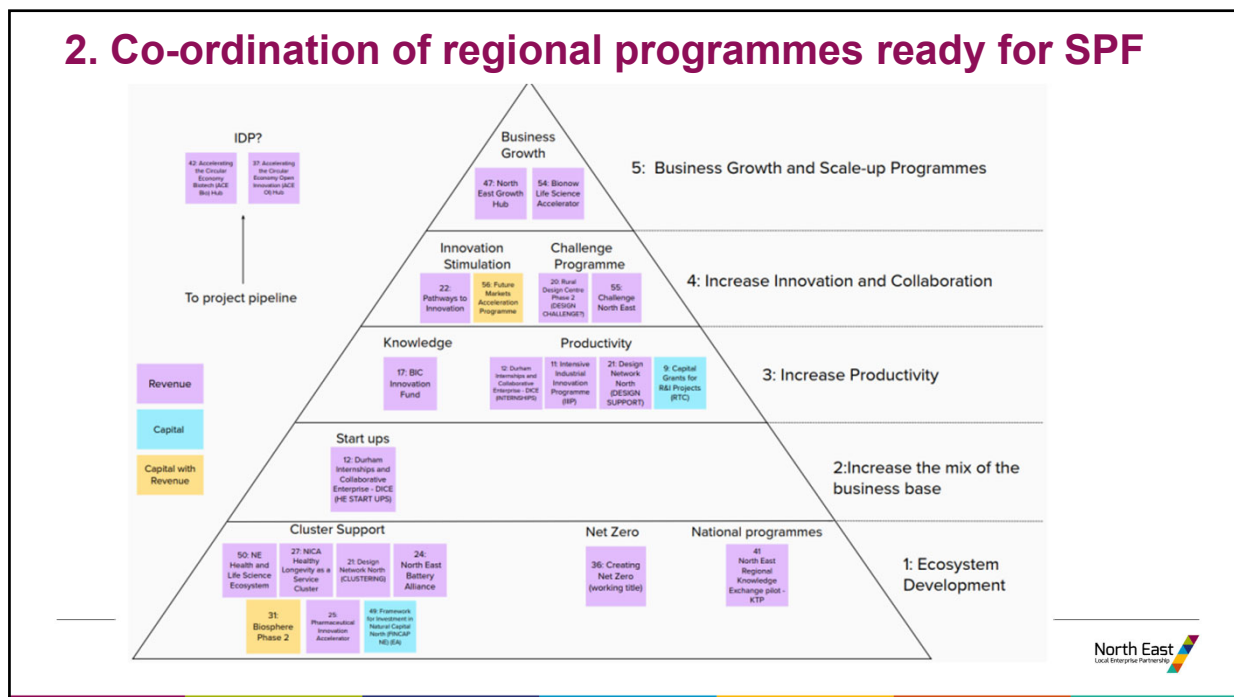 2. Co-ordination of regional programmes ready for SPF
IDP?
42: Accelerating
the Circular
Economy
Biotech (ACE
Bio) Hub
37: Accelerating
the Circular
Economy Open
Innovation (ACE
OI) Hub
To project pipeline
Revenue
Capital
Capital with
Revenue
Business
Growth
47: North
East Growth
Hub
54: Bionow
Life Science
Accelerator
5: Business Growth and Scale-up Programmes
Innovation
Stimulation
22:
Pathways to
Innovation
56: Future
Markets
Acceleration
Programme
Challenge
Programme
20: Rural
Design Centre
Phase 2
(DESIGN
CHALLENGE?)
55:
Challenge
North East
4: Increase Innovation and Collaboration
Knowledge
17: BIC
Innovation
Fund
Productivity
12: Durham
Internships and
Collaborative
Enterprise - DICE
(INTERNSHIPS)
11: Intensive
Industrial
Innovation
Programme
(IIIP)
21: Design
Network
North
(DESIGN
SUPPORT)
9: Capital
Grants for
R&I Projects
(RTC)
3: Increase Productivity
Start ups
12: Durham
Internships and
Collaborative
Enterprise - DICE
(HE START UPS)
2:Increase the mix of the
business base
Cluster Support
50: NE
Health and
Life Science
Ecosystem
27: NICA
Healthy
Longevity as a
Service
Cluster
21: Design
Network North
(CLUSTERING)
24:
North East
Battery
Alliance
31:
Biosphere
Phase 2
25:
Pharmaceutical
Innovation
Accelerator
49: Framework
for Investment in
Natural Capital
North (FINCAP
NE) (EA)
Net Zero
36: Creating
Net Zero
(working title)
National programmes
41
North East
Regional
Knowledge
Exchange pilot -
KTP
1: Ecosystem
Development
North East
Local Enterprise Partnership